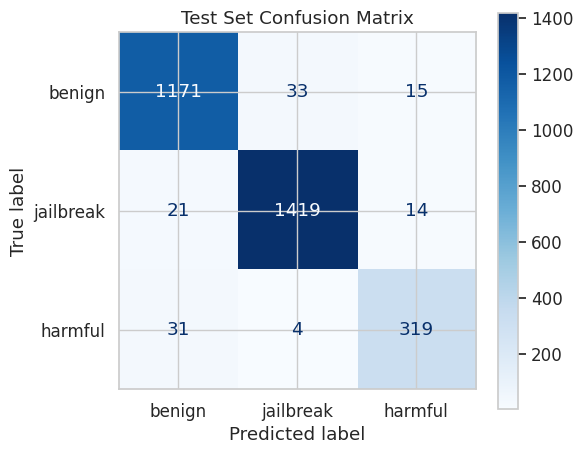 Test Set Confusion Matrix
True label
benign 1171 33 15
jailbreak 21 1419 14
harmful 31 4 319
benign jailbreak harmful
Predicted label
1400
1200
1000
800
600
400
200